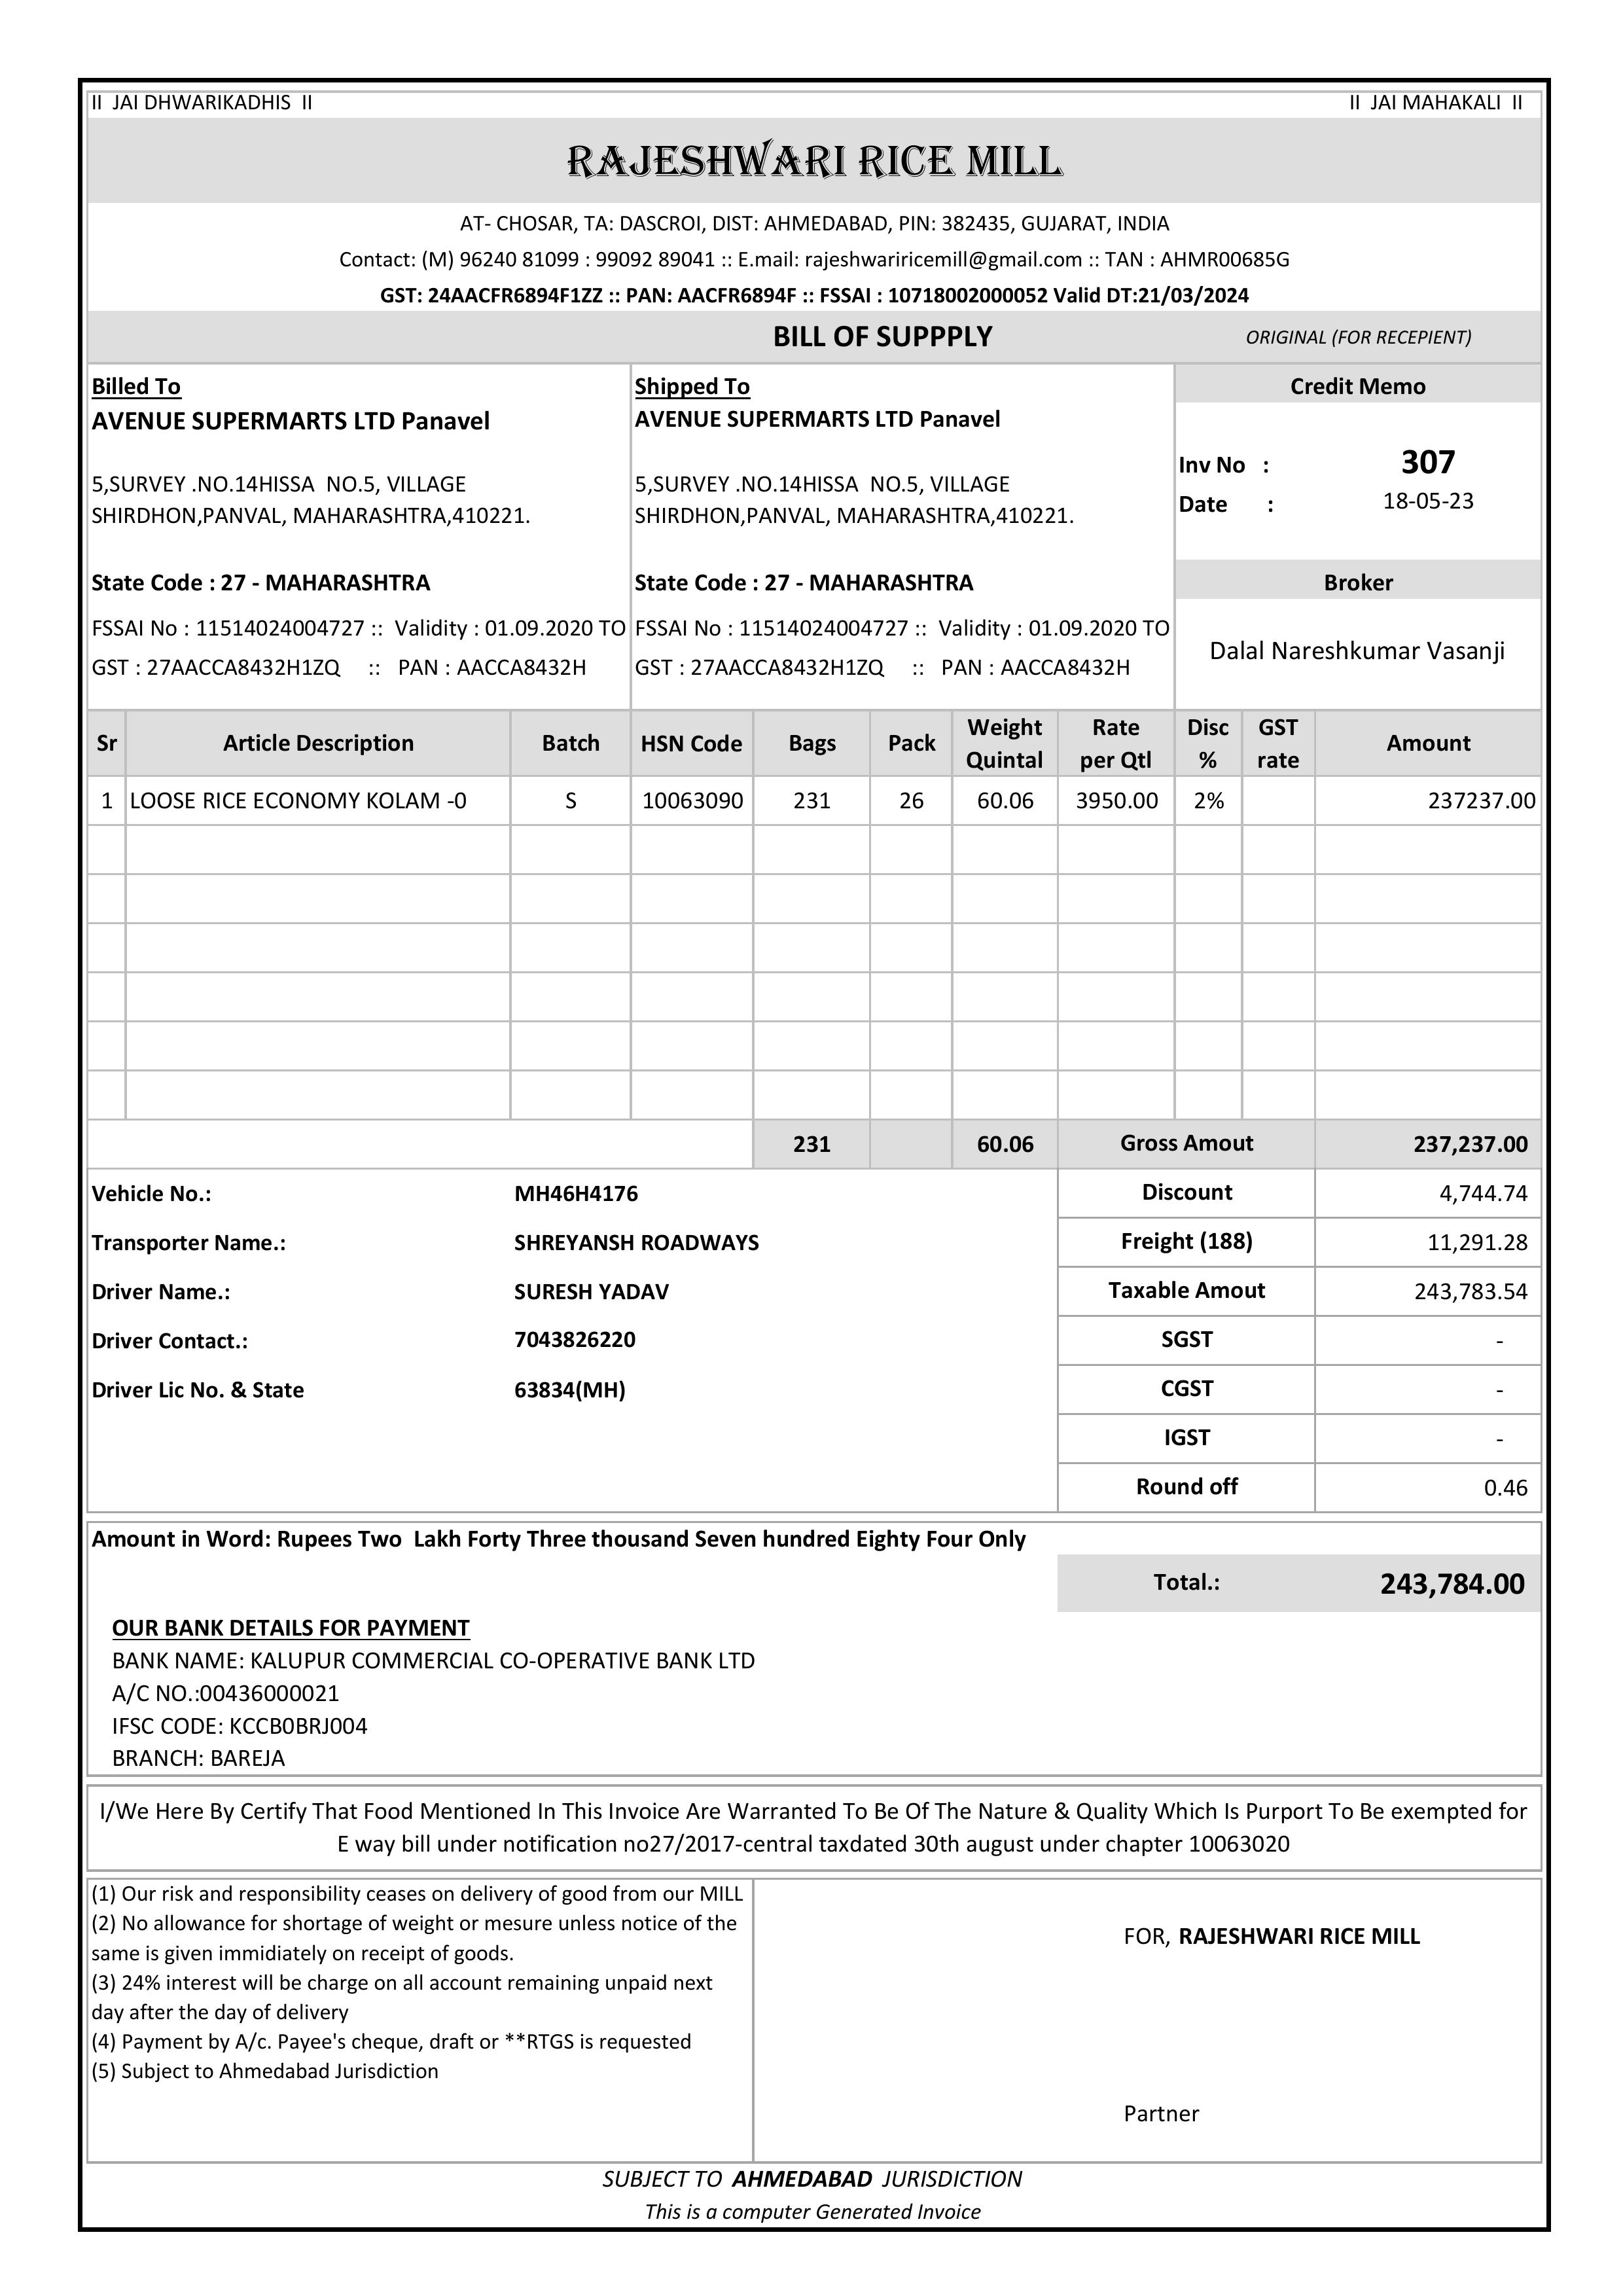 II JAI DHWARIKADHIS II II JAI MAHAKALI II
RAJESHWARI RICE MILL
AT- CHOSAR, TA: DASCROI, DIST: AHMEDABAD, PIN: 382435, GUJARAT, INDIA
Contact: (M) 96240 81099 : 99092 89041 :: E.mail: rajeshwariricemill@gmail.com :: TAN : AHMR00685G
GST: 24AACFR6894F1ZZ :: PAN: AACFR6894F :: FSSAI : 10718002000052 Valid DT:21/03/2024
BILL OF SUPPPLY ORIGINAL (FOR RECEPIENT)
Billed To
AVENUE SUPERMARTS LTD Panavel
5,SURVEY .NO.14HISSA NO.5, VILLAGE
SHIRDHON,PANVAL, MAHARASHTRA,410221.
State Code : 27 - MAHARASHTRA
FSSAI No : 11514024004727 :: Validity : 01.09.2020 TO
GST : 27AACCA8432H1ZQ :: PAN : AACCA8432H
Shipped To
AVENUE SUPERMARTS LTD Panavel
5,SURVEY .NO.14HISSA NO.5, VILLAGE
SHIRDHON,PANVAL, MAHARASHTRA,410221.
State Code : 27 - MAHARASHTRA
FSSAI No : 11514024004727 :: Validity : 01.09.2020 TO
GST : 27AACCA8432H1ZQ :: PAN : AACCA8432H
Credit Memo
Inv No : 307
Date : 18-05-23
Broker
Dalal Nareshkumar Vasanji
Sr Article Description Batch HSN Code Bags Pack Weight Quintal Rate per Qtl Disc % GST rate Amount
1 LOOSE RICE ECONOMY KOLAM -0 S 10063090 231 26 60.06 3950.00 2% 237237.00
231 60.06 Gross Amout 237,237.00
Vehicle No.: MH46H4176 Discount 4,744.74
Transporter Name.: SHREYANSH ROADWAYS Freight (188) 11,291.28
Driver Name.: SURESH YADAV Taxable Amout 243,783.54
Driver Contact.: 7043826220 SGST -
Driver Lic No. & State 63834(MH) CGST -
IGST -
Round off 0.46
Amount in Word: Rupees Two Lakh Forty Three thousand Seven hundred Eighty Four Only
Total.: 243,784.00
OUR BANK DETAILS FOR PAYMENT
BANK NAME: KALUPUR COMMERCIAL CO-OPERATIVE BANK LTD
A/C NO.:00436000021
IFSC CODE: KCCB0BRJ004
BRANCH: BAREJA
I/We Here By Certify That Food Mentioned In This Invoice Are Warranted To Be Of The Nature & Quality Which Is Purport To Be exempted for
E way bill under notification no27/2017-central taxdated 30th august under chapter 10063020
(1) Our risk and responsibility ceases on delivery of good from our MILL
(2) No allowance for shortage of weight or mesure unless notice of the
same is given immidiately on receipt of goods.
(3) 24% interest will be charge on all account remaining unpaid next
day after the day of delivery
(4) Payment by A/c. Payee's cheque, draft or **RTGS is requested
(5) Subject to Ahmedabad Jurisdiction
FOR, RAJESHWARI RICE MILL
Partner
SUBJECT TO AHMEDABAD JURISDICTION
This is a computer Generated Invoice